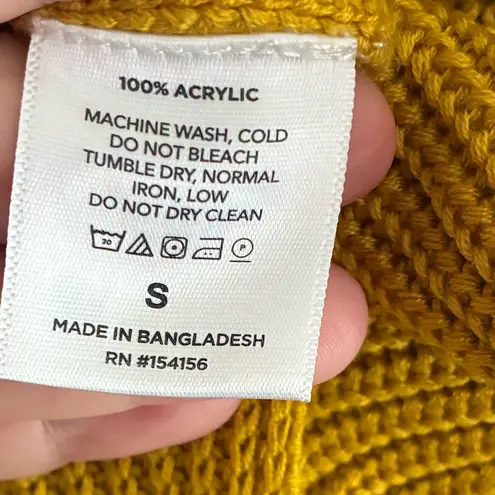 100% ACRYLIC
MACHINE WASH, COLD
DO NOT BLEACH
TUMBLE DRY, NORMAL
IRON, LOW
DO NOT DRY CLEAN
30 P
S
MADE IN BANGLADESH
RN #154156